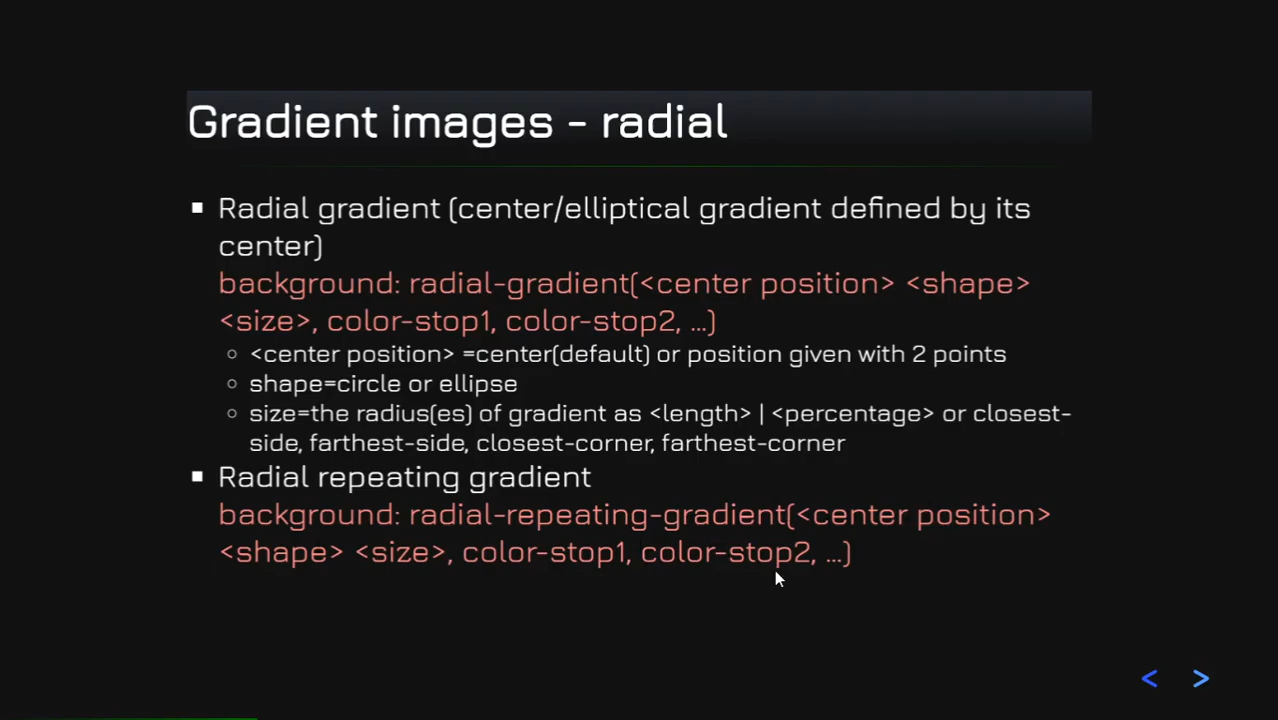 Gradient images - radial
Radial gradient (center/elliptical gradient defined by its
center)
background: radial-gradient(<center position> <shape>
<size>, color-stop1, color-stop2, ...)
<center position> =center(default) or position given with 2 points
shape=circle or ellipse
size=the radius(es) of gradient as <length> | <percentage> or closest-
side, farthest-side, closest-corner, farthest-corner
Radial repeating gradient
background: radial-repeating-gradient(<center position>
<shape> <size>, color-stop1, color-stop2, ...)
< >